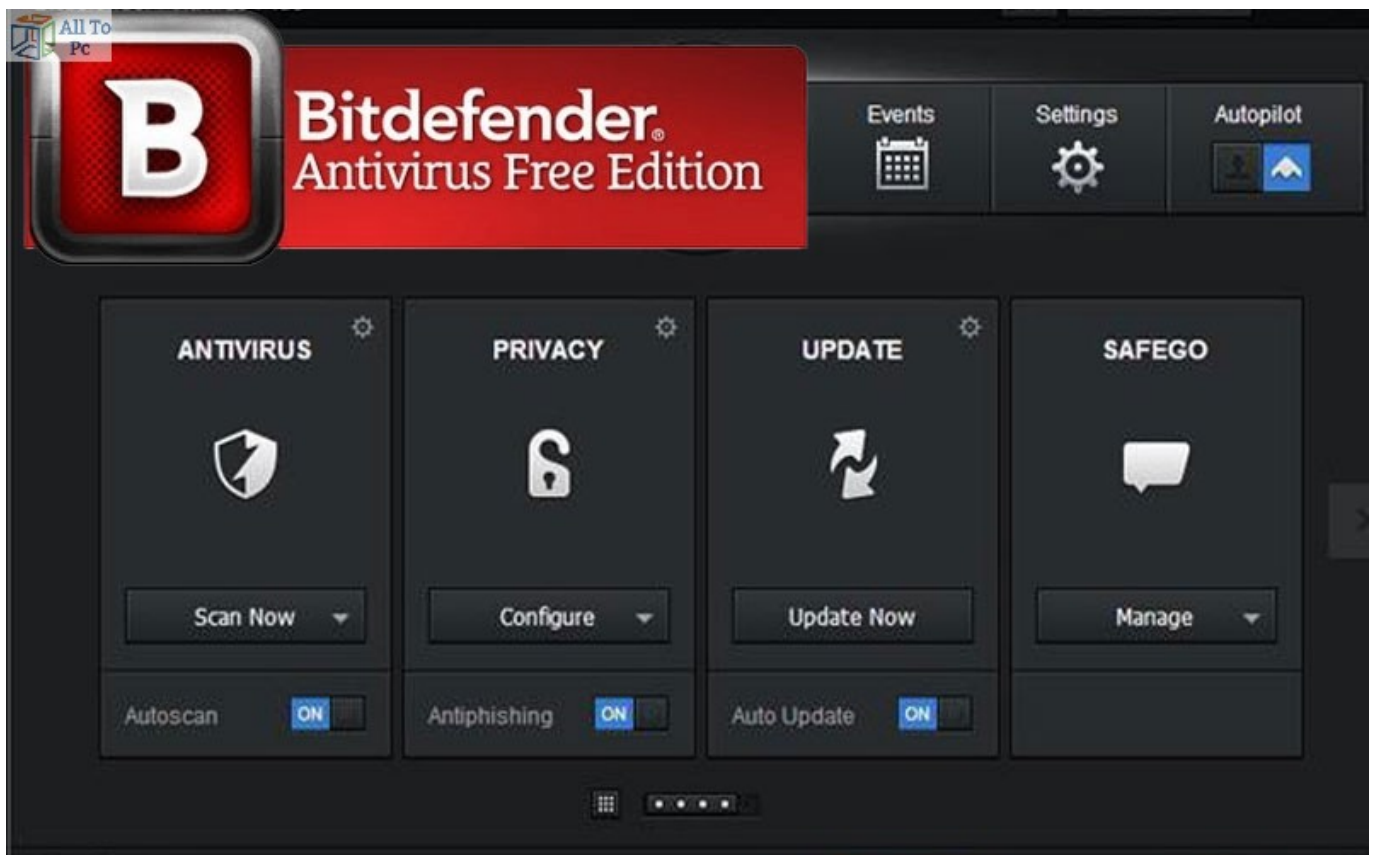 All To
Pc
B
Bitdefender®
Antivirus Free Edition
Events
Settings
Autopilot
ANTIVIRUS
PRIVACY
UPDATE
SAFEGO
Scan Now
Configure
Update Now
Manage
Autoscan
ON
Antiphishing
ON
Auto Update
ON